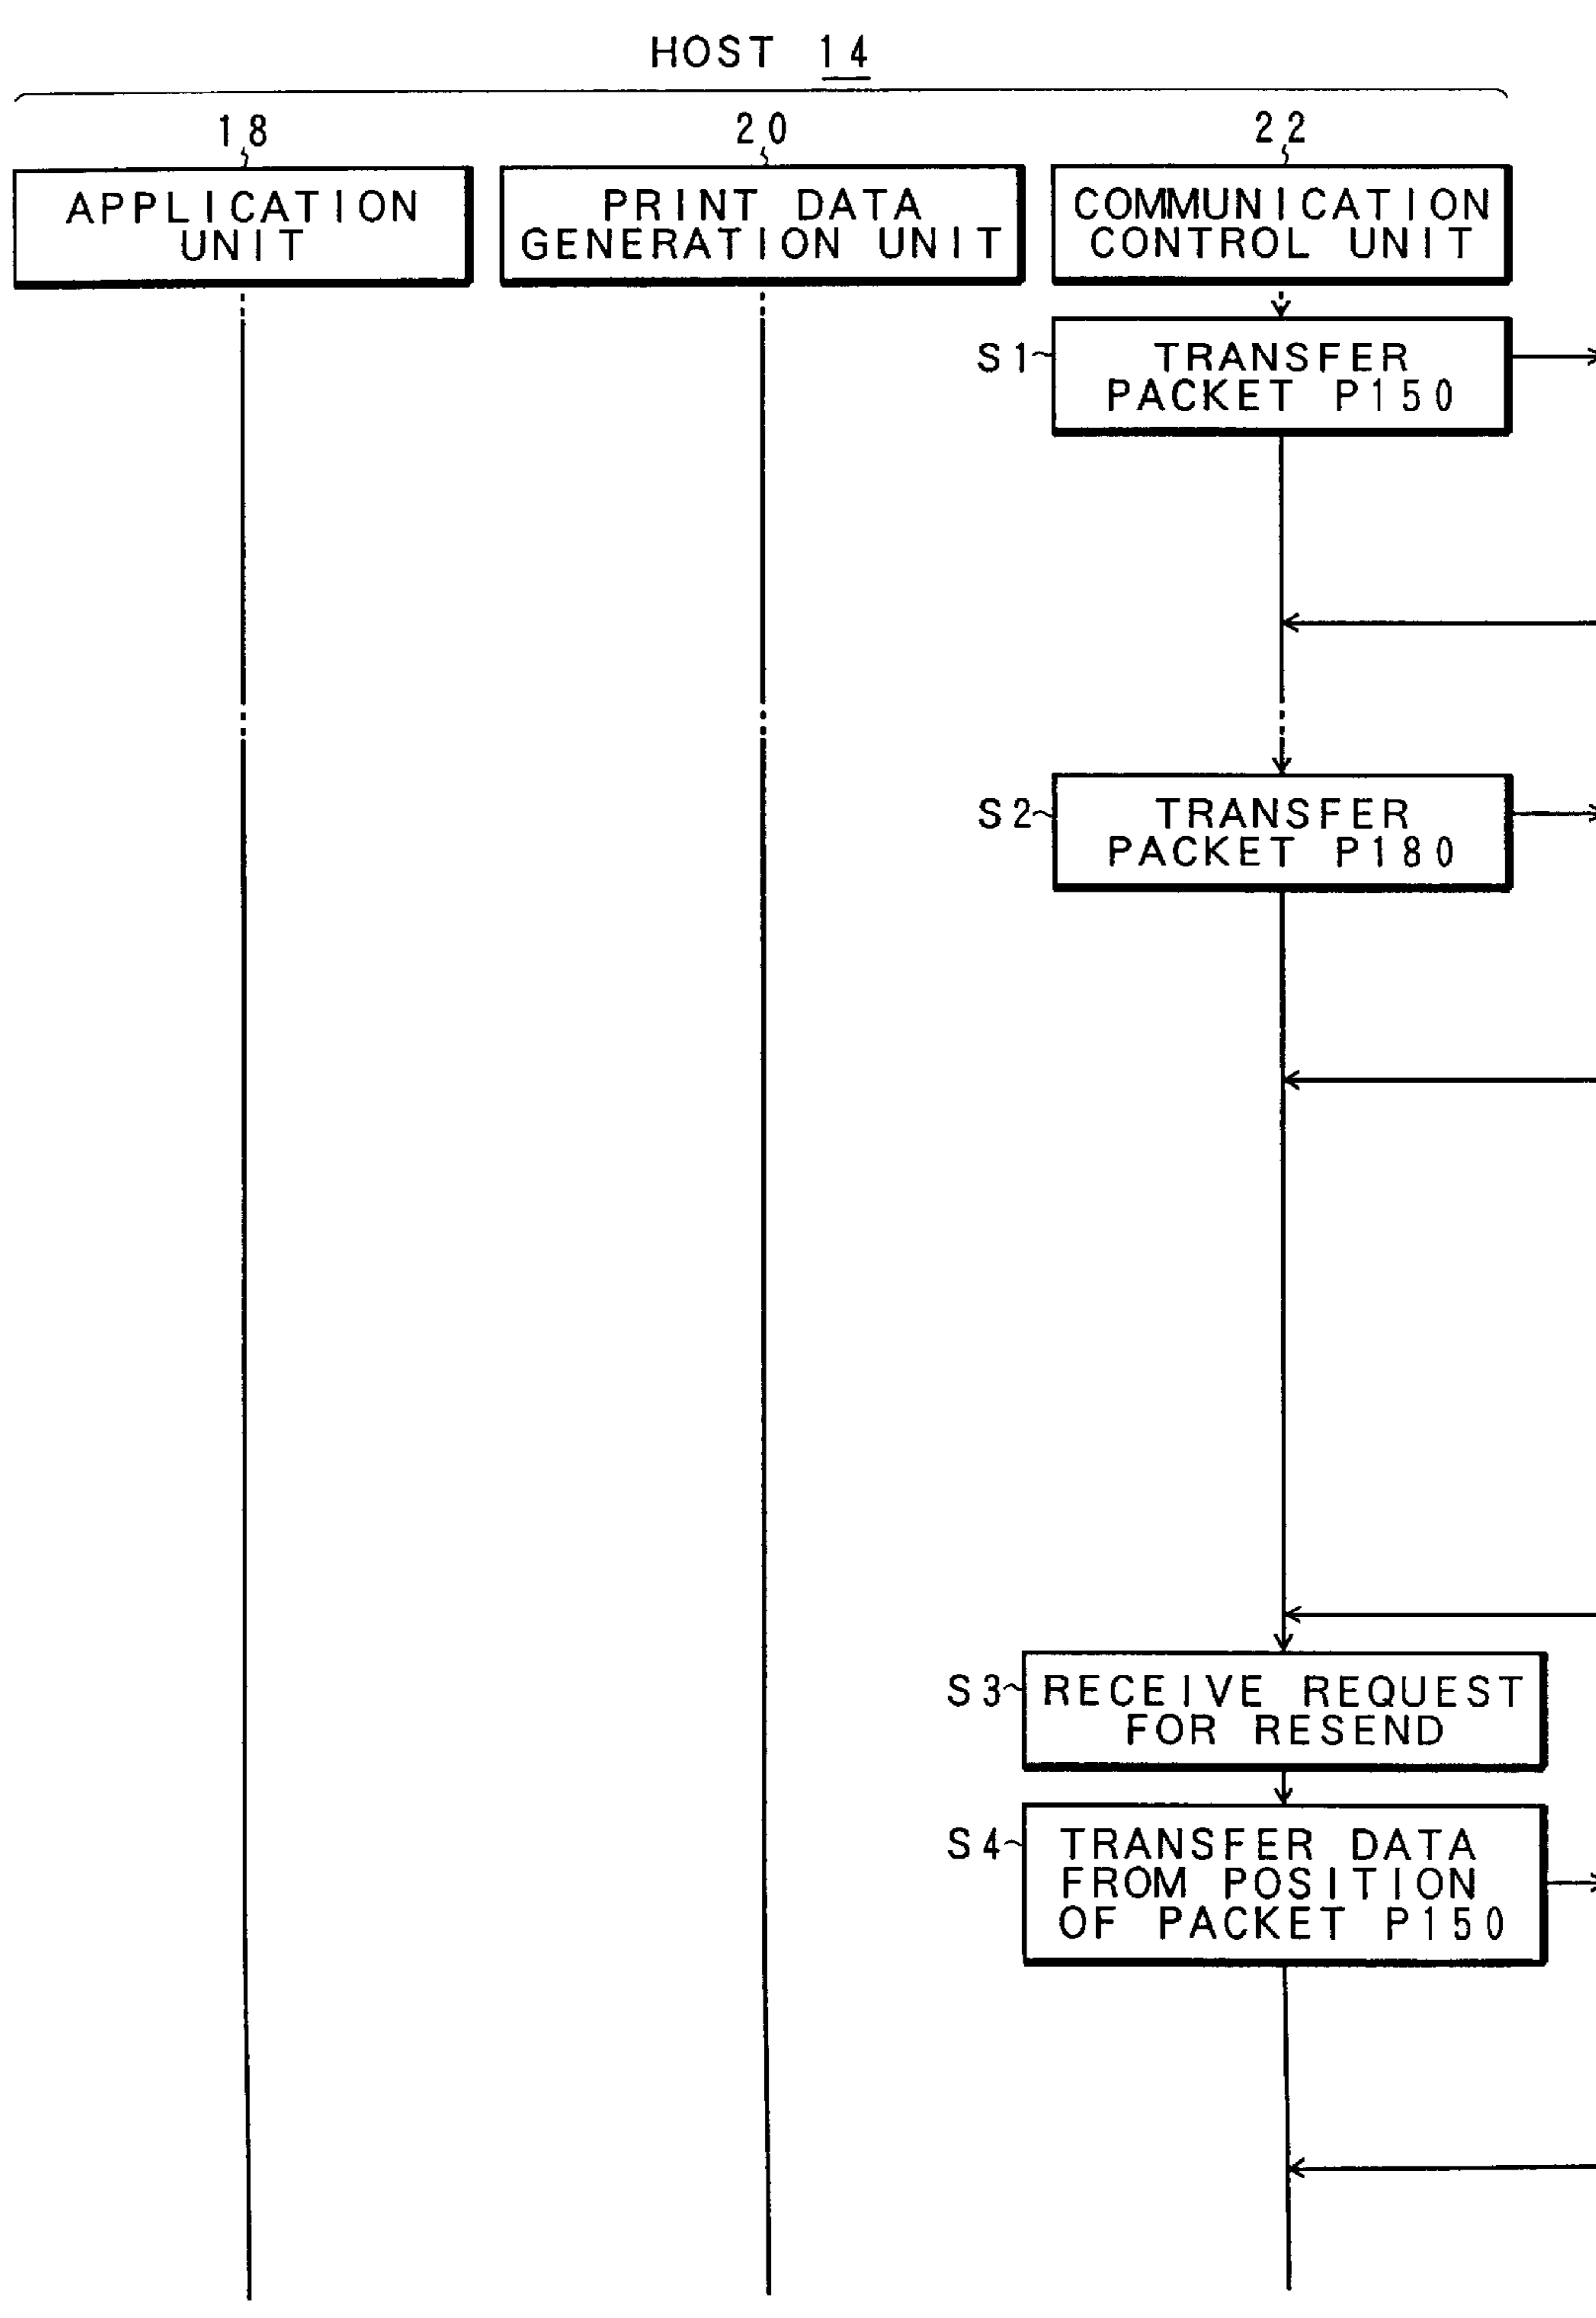 HOST 14
18
20
22
APPLICATION
UNIT
PRINT DATA
GENERATION UNIT
COMMUNICATION
CONTROL UNIT
S1
TRANSFER
PACKET P150
S2
TRANSFER
PACKET P180
S3
RECEIVE REQUEST
FOR RESEND
S4
TRANSFER DATA
FROM POSITION
OF PACKET P150